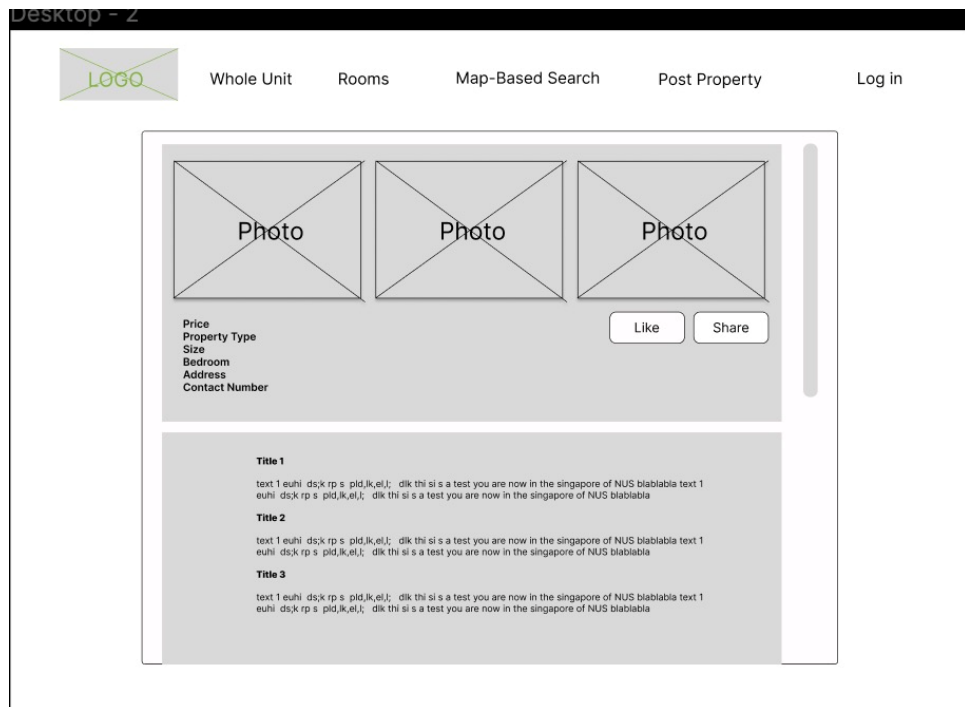 Desktop - 2
LOGO Whole Unit Rooms Map-Based Search Post Property Log in
Photo Photo Photo
Price
Property Type
Size
Bedroom
Address
Contact Number
Like Share
Title 1
text 1 euhi ds;k rp s pld,lk,el,l; dlk thi si s a test you are now in the singapore of NUS blablabla text 1
euhi ds;k rp s pld,lk,el,l; dlk thi si s a test you are now in the singapore of NUS blablabla
Title 2
text 1 euhi ds;k rp s pld,lk,el,l; dlk thi si s a test you are now in the singapore of NUS blablabla text 1
euhi ds;k rp s pld,lk,el,l; dlk thi si s a test you are now in the singapore of NUS blablabla
Title 3
text 1 euhi ds;k rp s pld,lk,el,l; dlk thi si s a test you are now in the singapore of NUS blablabla text 1
euhi ds;k rp s pld,lk,el,l; dlk thi si s a test you are now in the singapore of NUS blablabla